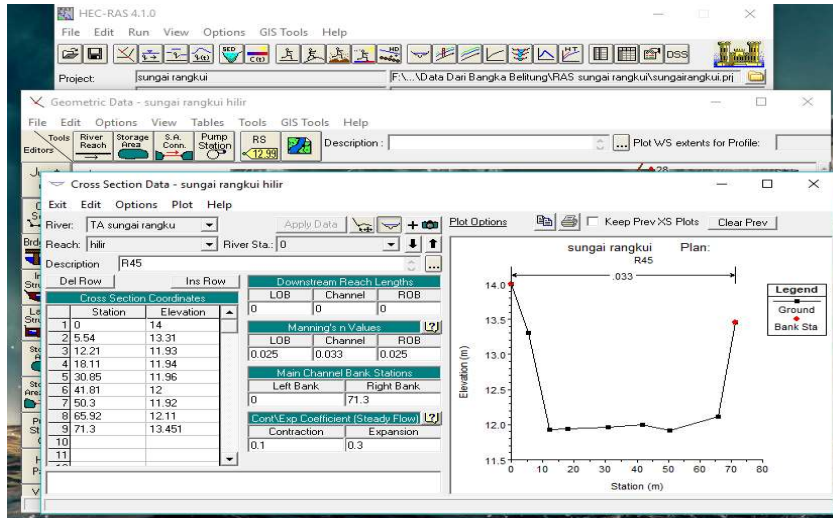 HEC-RAS 4.1.0
File Edit Run View Options GIS Tools Help
SED HD HT DSS
Project: sungai rangkui F:\...\Data Dari Bangka Belitung\RAS sungai rangkui\sungairangkui.prj
Geometric Data - sungai rangkui hilir
File Edit Options View Tables Tools GIS Tools Help
Editors Tools River Reach Storage Area S.A. Conn. Pump Station RS 12.99 Description : ... Plot WS extents for Profile:
28
Cross Section Data - sungai rangkui hilir
Exit Edit Options Plot Help
River: TA sungai rangku Apply Data Plot Options Keep Prev XS Plots Clear Prev
Reach: hilir River Sta.: 0
Description R45 ...
Del Row Ins Row
Cross Section Coordinates
Station Elevation
1 0 14
2 5.54 13.31
3 12.21 11.93
4 18.11 11.94
5 30.85 11.96
6 41.81 12
7 50.3 11.92
8 65.92 12.11
9 71.3 13.451
10
11
Downstream Reach Lengths
LOB Channel ROB
0 0 0
Manning's n Values
LOB Channel ROB
0.025 0.033 0.025
Main Channel Bank Stations
Left Bank Right Bank
0 71.3
Cont\Exp Coefficient (Steady Flow)
Contraction Expansion
0.1 0.3
sungai rangkui Plan:
R45
.033
Legend
Ground
Bank Sta
Elevation (m)
14.0
13.5
13.0
12.5
12.0
11.5
0 10 20 30 40 50 60 70 80
Station (m)